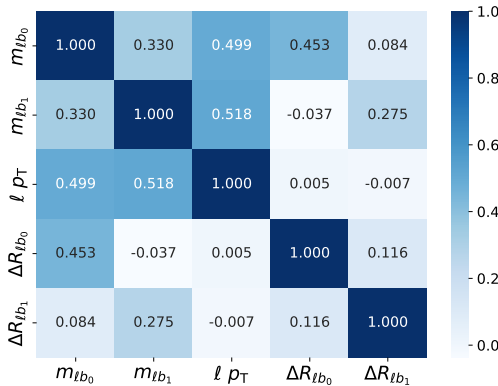 m_{ℓb_0} 1.000 0.330 0.499 0.453 0.084
m_{ℓb_1} 0.330 1.000 0.518 -0.037 0.275
ℓ p_T 0.499 0.518 1.000 0.005 -0.007
ΔR_{ℓb_0} 0.453 -0.037 0.005 1.000 0.116
ΔR_{ℓb_1} 0.084 0.275 -0.007 0.116 1.000
m_{ℓb_0} m_{ℓb_1} ℓ p_T ΔR_{ℓb_0} ΔR_{ℓb_1}
1.0
0.8
0.6
0.4
0.2
0.0